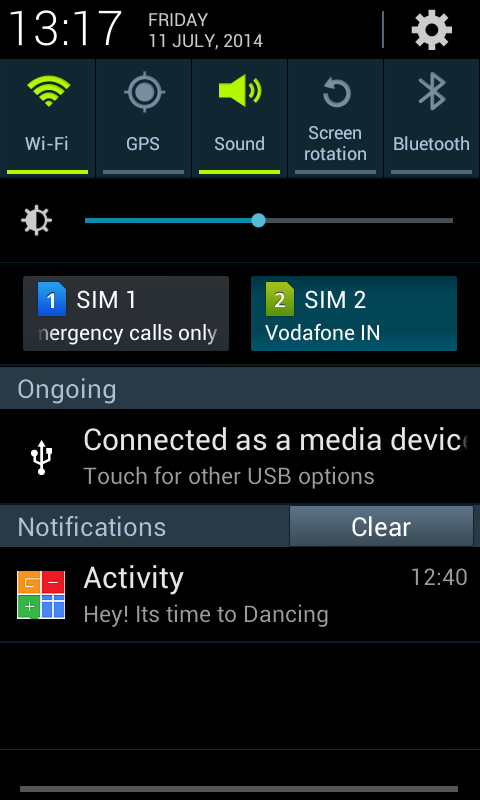 13:17
FRIDAY
11 JULY, 2014
Wi-Fi
GPS
Sound
Screen
rotation
Bluetooth
1 SIM 1
nergency calls only
2 SIM 2
Vodafone IN
Ongoing
Connected as a media devic
Touch for other USB options
Notifications
Clear
Activity
12:40
Hey! Its time to Dancing